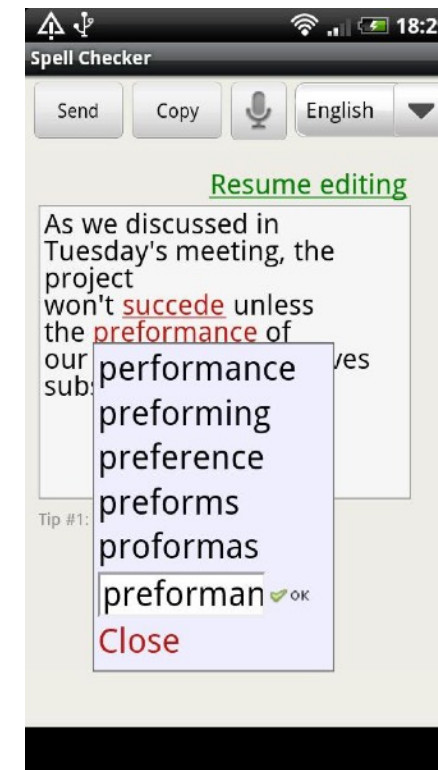 18:2
Spell Checker
Send Copy English
Resume editing
As we discussed in
Tuesday's meeting, the
project
won't succede unless
the preformance of
our ves
sub
performance
preforming
preference
preforms
proformas
preforman OK
Close
Tip #1: